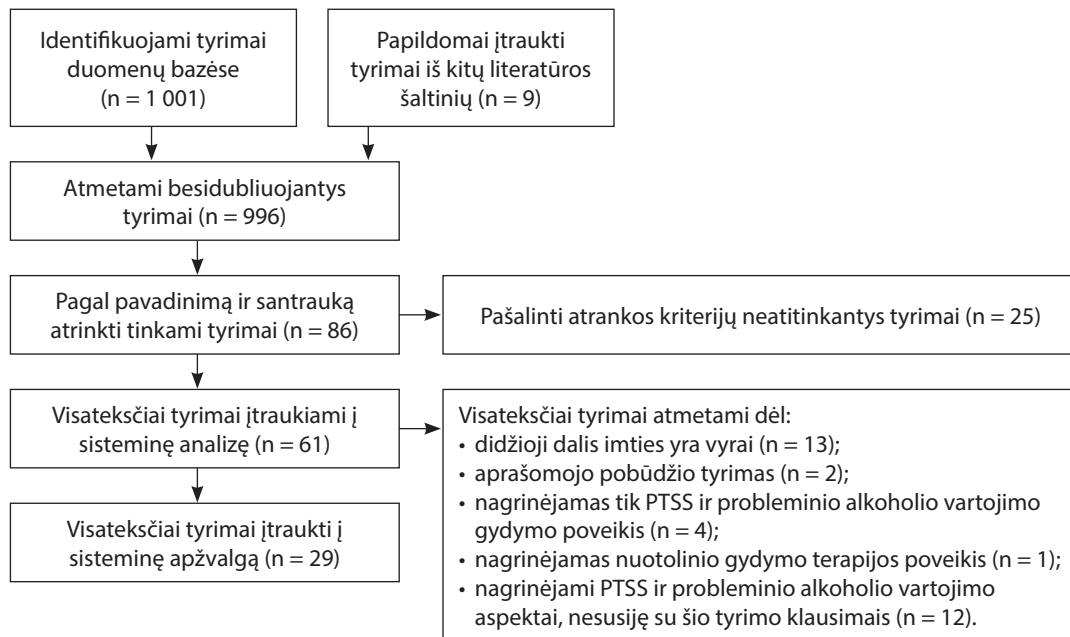 Identifikuojami tyrimai
duomenų bazėse
(n = 1 001)
Papildomai įtraukti
tyrimai iš kitų literatūros
šaltinių (n = 9)
Atmetami besidubliuojantys
tyrimai (n = 996)
Pagal pavadinimą ir santrauką
atrinkti tinkami tyrimai (n = 86)
Pašalinti atrankos kriterijų neatitinkantys tyrimai (n = 25)
Visateksčiai tyrimai įtraukiami į
sisteminę analizę (n = 61)
Visateksčiai tyrimai atmetami dėl:
• didžioji dalis imties yra vyrai (n = 13);
• aprašomojo pobūdžio tyrimas (n = 2);
• nagrinėjamas tik PTSS ir probleminio alkoholio vartojimo
gydymo poveikis (n = 4);
• nagrinėjamas nuotolinio gydymo terapijos poveikis (n = 1);
• nagrinėjami PTSS ir probleminio alkoholio vartojimo
aspektai, nesusiję su šio tyrimo klausimais (n = 12).
Visateksčiai tyrimai įtraukti į
sisteminę apžvalgą (n = 29)